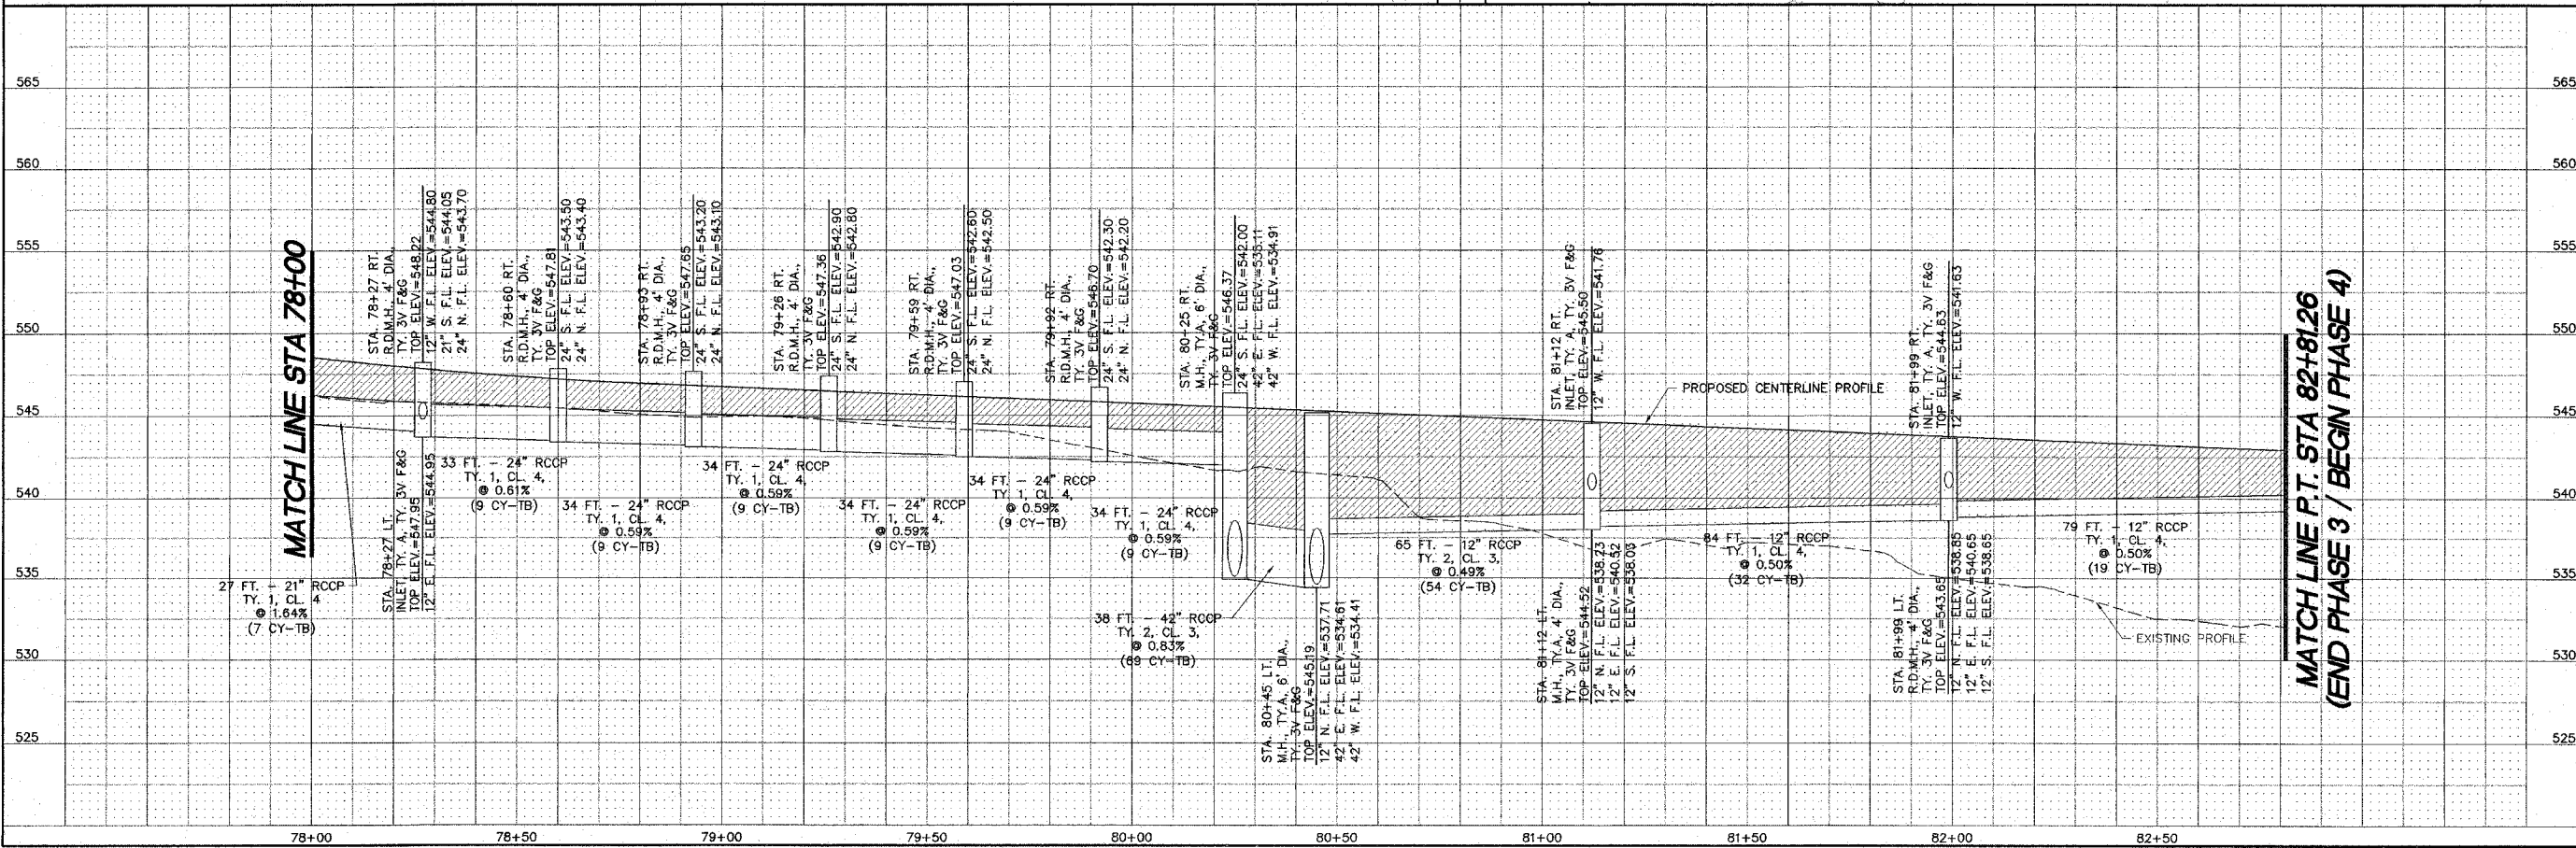 565
560
555
550
545
540
535
530
525
MATCH LINE STA 78+00
STA. 78+27 RT.
R.D.M.H., 4' DIA.,
TY. 3V F&G
TOP ELEV.=548.22
12" W. F.L. ELEV.=544.80
21" S. F.L. ELEV.=544.05
24" N. F.L. ELEV.=543.70
STA. 78+60 RT.
R.D.M.H., 4' DIA.,
TY. 3V F&G
TOP ELEV.=547.81
24" S. F.L. ELEV.=543.50
24" N. F.L. ELEV.=543.40
STA. 78+93 RT.
R.D.M.H., 4' DIA.,
TY. 3V F&G
TOP ELEV.=547.65
24" S. F.L. ELEV.=543.20
24" N. F.L. ELEV.=543.10
STA. 79+26 RT.
R.D.M.H., 4' DIA.,
TY. 3V F&G
TOP ELEV.=547.36
24" S. F.L. ELEV.=542.90
24" N. F.L. ELEV.=542.80
STA. 79+59 RT.
R.D.M.H., 4' DIA.,
TY. 3V F&G
TOP ELEV.=547.03
24" S. F.L. ELEV.=542.60
24" N. F.L. ELEV.=542.50
STA. 79+92 RT.
R.D.M.H., 4' DIA.,
TY. 3V F&G
TOP ELEV.=546.70
24" S. F.L. ELEV.=542.30
24" N. F.L. ELEV.=542.20
STA. 80+25 RT.
M.H., TY.A, 6' DIA.,
TY. 3V F&G
TOP ELEV.=546.37
24" S. F.L. ELEV.=542.00
42" E. F.L. ELEV.=535.11
42" W. F.L. ELEV.=534.91
STA. 81+12 RT.
INLET, TY. A, TY. 3V F&G
TOP ELEV.=545.50
12" W. F.L. ELEV.=541.76
PROPOSED CENTERLINE PROFILE
STA. 81+99 RT.
INLET, TY. A, TY. 3V F&G
TOP ELEV.=544.63
12" W. F.L. ELEV.=541.63
27 FT. - 21" RCCP
TY. 1, CL. 4
@ 1.64%
(7 CY-TB)
STA. 78+27 LT.
INLET, TY. A, TY. 3V F&G
TOP ELEV.=547.95
12" E. F.L. ELEV.=544.95
33 FT. - 24" RCCP
TY. 1, CL. 4,
@ 0.61%
(9 CY-TB)
34 FT. - 24" RCCP
TY. 1, CL. 4,
@ 0.59%
(9 CY-TB)
34 FT. - 24" RCCP
TY. 1, CL. 4,
@ 0.59%
(9 CY-TB)
34 FT. - 24" RCCP
TY. 1, CL. 4,
@ 0.59%
(9 CY-TB)
34 FT. - 24" RCCP
TY. 1, CL. 4,
@ 0.59%
(9 CY-TB)
34 FT. - 24" RCCP
TY. 1, CL. 4,
@ 0.59%
(9 CY-TB)
38 FT. - 42" RCCP
TY. 2, CL. 3,
@ 0.83%
(69 CY-TB)
STA. 80+45 LT.
M.H., TY.A, 6' DIA.,
TY. 3V F&G
TOP ELEV.=545.19
12" N. F.L. ELEV.=537.71
42" E. F.L. ELEV.=534.61
42" W. F.L. ELEV.=534.41
65 FT. - 12" RCCP
TY. 2, CL. 3,
@ 0.49%
(54 CY-TB)
STA. 81+12 LT.
M.H., TY.A, 4' DIA.,
TY. 3V F&G
TOP ELEV.=544.52
12" N. F.L. ELEV.=538.23
12" E. F.L. ELEV.=540.52
12" S. F.L. ELEV.=538.03
84 FT. - 12" RCCP
TY. 1, CL. 4,
@ 0.50%
(32 CY-TB)
STA. 81+99 LT.
R.D.M.H., 4' DIA.,
TY. 3V F&G
TOP ELEV.=543.65
12" N. F.L. ELEV.=538.85
12" E. F.L. ELEV.=540.65
12" S. F.L. ELEV.=538.65
79 FT. - 12" RCCP
TY. 1, CL. 4,
@ 0.50%
(19 CY-TB)
EXISTING PROFILE
MATCH LINE P.T. STA 82+81.26
(END PHASE 3 / BEGIN PHASE 4)
565
560
555
550
545
540
535
530
525
78+00
78+50
79+00
79+50
80+00
80+50
81+00
81+50
82+00
82+50